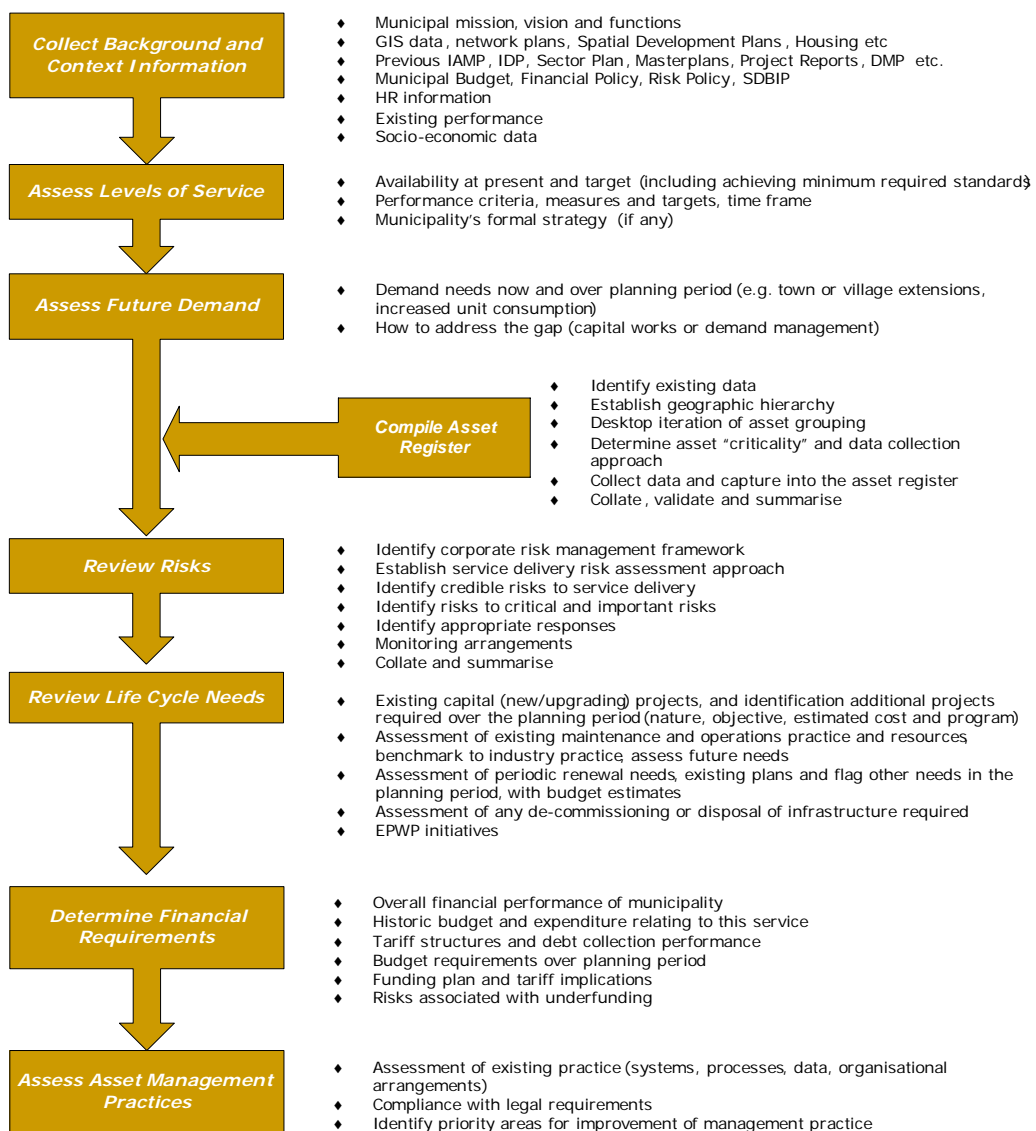 Collect Background and
Context Information
♦ Municipal mission, vision and functions
♦ GIS data, network plans, Spatial Development Plans, Housing etc
♦ Previous IAMP, IDP, Sector Plan, Masterplans, Project Reports, DMP etc.
♦ Municipal Budget, Financial Policy, Risk Policy, SDBIP
♦ HR information
♦ Existing performance
♦ Socio-economic data
Assess Levels of Service
♦ Availability at present and target (including achieving minimum required standards)
♦ Performance criteria, measures and targets, time frame
♦ Municipality's formal strategy (if any)
Assess Future Demand
♦ Demand needs now and over planning period (e.g. town or village extensions,
increased unit consumption)
♦ How to address the gap (capital works or demand management)
Compile Asset
Register
♦ Identify existing data
♦ Establish geographic hierarchy
♦ Desktop iteration of asset grouping
♦ Determine asset "criticality" and data collection
approach
♦ Collect data and capture into the asset register
♦ Collate, validate and summarise
Review Risks
♦ Identify corporate risk management framework
♦ Establish service delivery risk assessment approach
♦ Identify credible risks to service delivery
♦ Identify risks to critical and important risks
♦ Identify appropriate responses
♦ Monitoring arrangements
♦ Collate and summarise
Review Life Cycle Needs
♦ Existing capital (new/upgrading) projects, and identification additional projects
required over the planning period (nature, objective, estimated cost and program)
♦ Assessment of existing maintenance and operations practice and resources,
benchmark to industry practice, assess future needs
♦ Assessment of periodic renewal needs, existing plans and flag other needs in the
planning period, with budget estimates
♦ Assessment of any de-commissioning or disposal of infrastructure required
♦ EPWP initiatives
Determine Financial
Requirements
♦ Overall financial performance of municipality
♦ Historic budget and expenditure relating to this service
♦ Tariff structures and debt collection performance
♦ Budget requirements over planning period
♦ Funding plan and tariff implications
♦ Risks associated with underfunding
Assess Asset Management
Practices
♦ Assessment of existing practice (systems, processes, data, organisational
arrangements)
♦ Compliance with legal requirements
♦ Identify priority areas for improvement of management practice